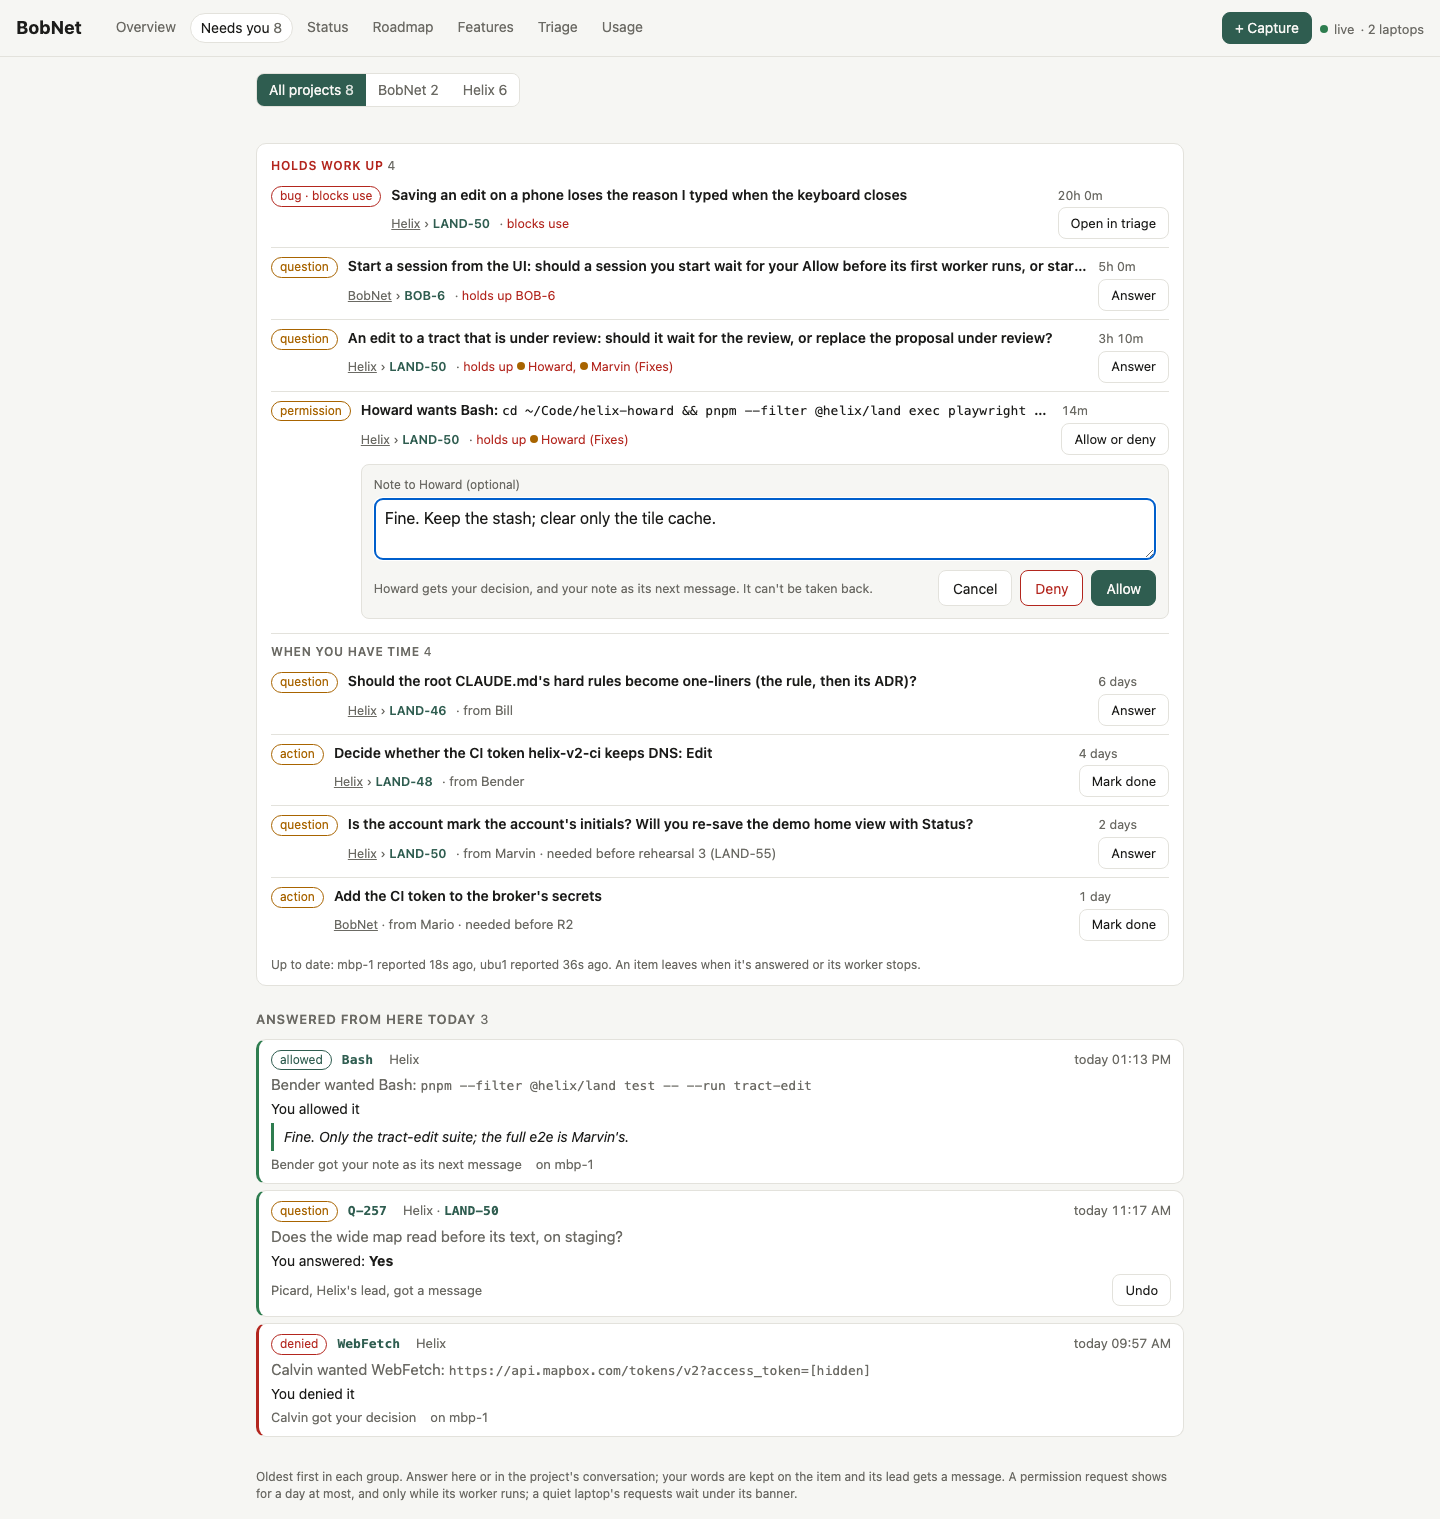 BobNet Overview Needs you 8 Status Roadmap Features Triage Usage + Capture live · 2 laptops
All projects 8 BobNet 2 Helix 6
HOLDS WORK UP 4
bug · blocks use Saving an edit on a phone loses the reason I typed when the keyboard closes 20h 0m
Helix › LAND-50 · blocks use Open in triage
question Start a session from the UI: should a session you start wait for your Allow before its first worker runs, or star... 5h 0m
BobNet › BOB-6 · holds up BOB-6 Answer
question An edit to a tract that is under review: should it wait for the review, or replace the proposal under review? 3h 10m
Helix › LAND-50 · holds up Howard, Marvin (Fixes) Answer
permission Howard wants Bash: cd ~/Code/helix-howard && pnpm --filter @helix/land exec playwright ... 14m
Helix › LAND-50 · holds up Howard (Fixes) Allow or deny
Note to Howard (optional)
Fine. Keep the stash; clear only the tile cache.
Howard gets your decision, and your note as its next message. It can't be taken back. Cancel Deny Allow
WHEN YOU HAVE TIME 4
question Should the root CLAUDE.md's hard rules become one-liners (the rule, then its ADR)? 6 days
Helix › LAND-46 · from Bill Answer
action Decide whether the CI token helix-v2-ci keeps DNS: Edit 4 days
Helix › LAND-48 · from Bender Mark done
question Is the account mark the account's initials? Will you re-save the demo home view with Status? 2 days
Helix › LAND-50 · from Marvin · needed before rehearsal 3 (LAND-55) Answer
action Add the CI token to the broker's secrets 1 day
BobNet · from Mario · needed before R2 Mark done
Up to date: mbp-1 reported 18s ago, ubu1 reported 36s ago. An item leaves when it's answered or its worker stops.
ANSWERED FROM HERE TODAY 3
allowed Bash Helix today 01:13 PM
Bender wanted Bash: pnpm --filter @helix/land test -- --run tract-edit
You allowed it
Fine. Only the tract-edit suite; the full e2e is Marvin's.
Bender got your note as its next message on mbp-1
question Q-257 Helix · LAND-50 today 11:17 AM
Does the wide map read before its text, on staging?
You answered: Yes
Picard, Helix's lead, got a message Undo
denied WebFetch Helix today 09:57 AM
Calvin wanted WebFetch: https://api.mapbox.com/tokens/v2?access_token=[hidden]
You denied it
Calvin got your decision on mbp-1
Oldest first in each group. Answer here or in the project's conversation; your words are kept on the item and its lead gets a message. A permission request shows
for a day at most, and only while its worker runs; a quiet laptop's requests wait under its banner.